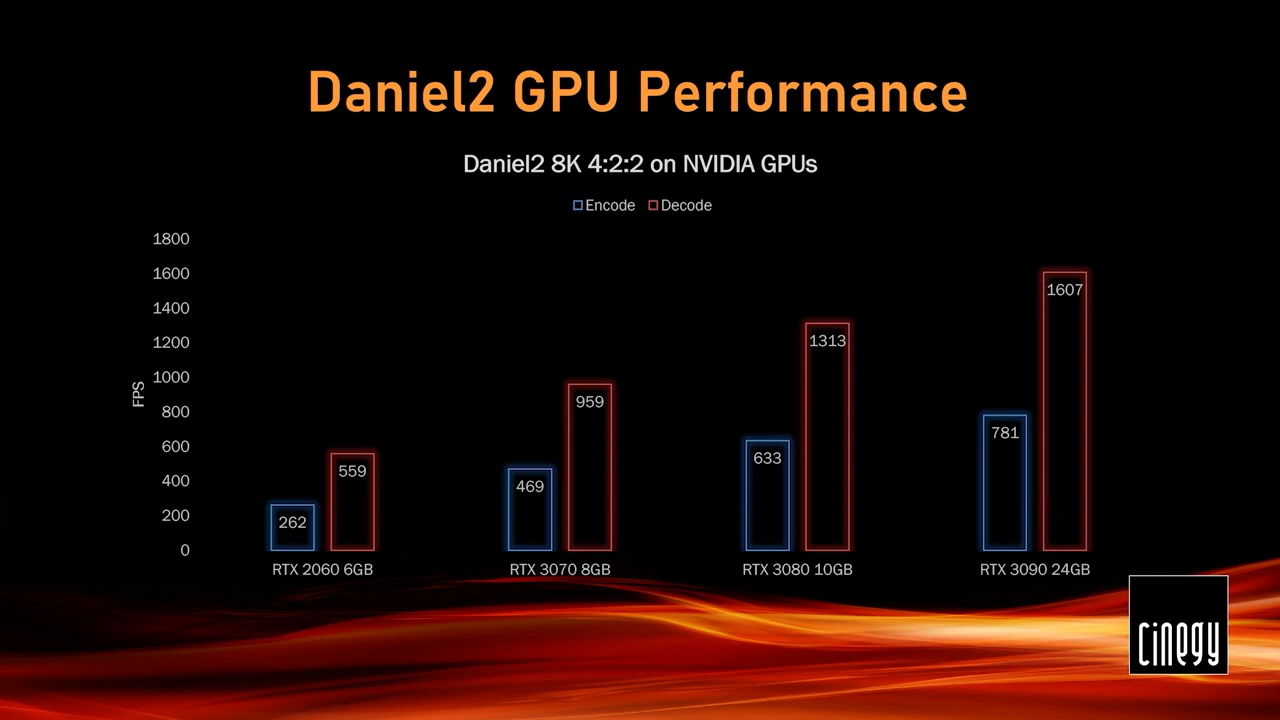 Daniel2 GPU Performance
Daniel2 8K 4:2:2 on NVIDIA GPUs
Encode Decode
1800
1600
1400
1200
1000
800
600
400
200
0
FPS
262
559
469
959
633
1313
781
1607
RTX 2060 6GB
RTX 3070 8GB
RTX 3080 10GB
RTX 3090 24GB
cinegy